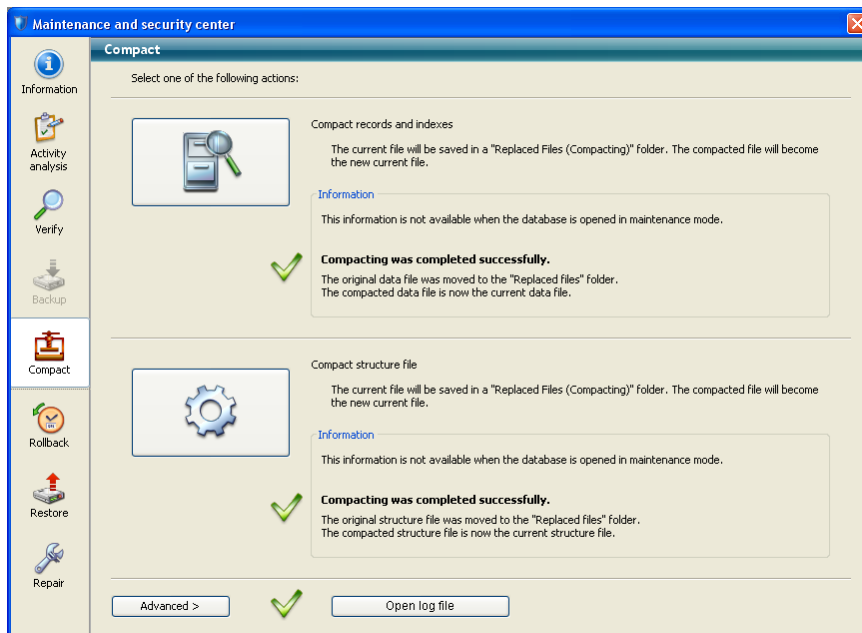 Maintenance and security center
Information
Activity
analysis
Verify
Backup
Compact
Rollback
Restore
Repair
Compact
Select one of the following actions:
Compact records and indexes
The current file will be saved in a "Replaced Files (Compacting)" folder. The compacted file will become
the new current file.
Information
This information is not available when the database is opened in maintenance mode.
Compacting was completed successfully.
The original data file was moved to the "Replaced files" folder.
The compacted data file is now the current data file.
Compact structure file
The current file will be saved in a "Replaced Files (Compacting)" folder. The compacted file will become
the new current file.
Information
This information is not available when the database is opened in maintenance mode.
Compacting was completed successfully.
The original structure file was moved to the "Replaced files" folder.
The compacted structure file is now the current structure file.
Advanced >
Open log file